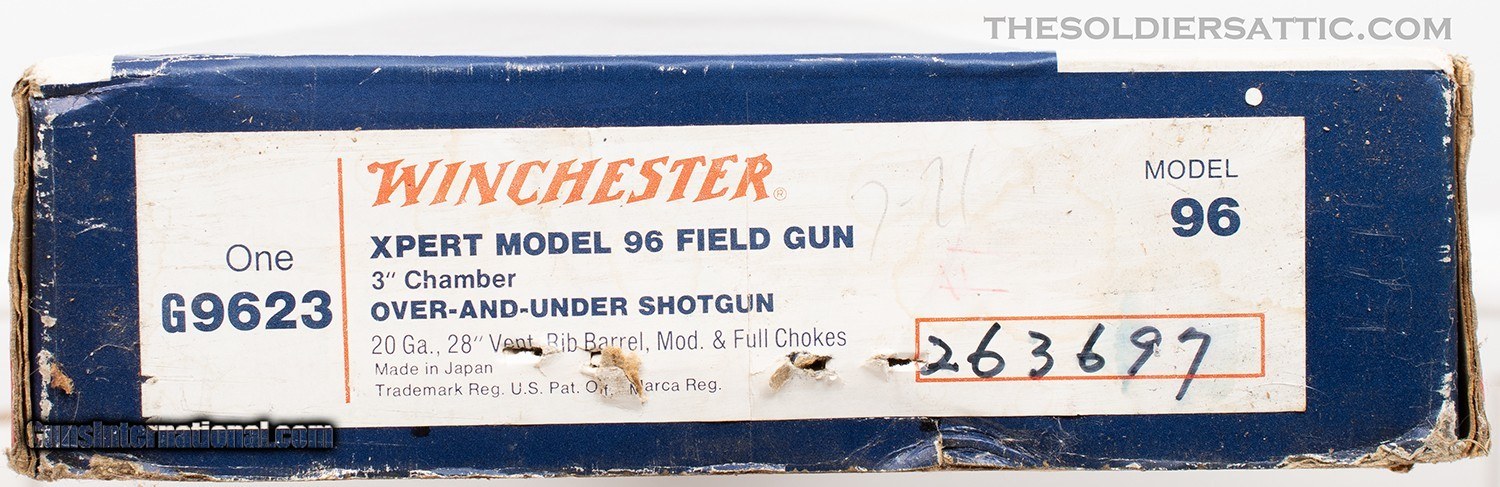 THESOLDIERSATTIC.COM
One
G9623
WINCHESTER®
XPERT MODEL 96 FIELD GUN
3" Chamber
OVER-AND-UNDER SHOTGUN
20 Ga., 28" Vent. Rib Barrel, Mod. & Full Chokes
Made in Japan
Trademark Reg. U.S. Pat. Off. Marca Reg.
MODEL
96
263697
GunsInternational.com